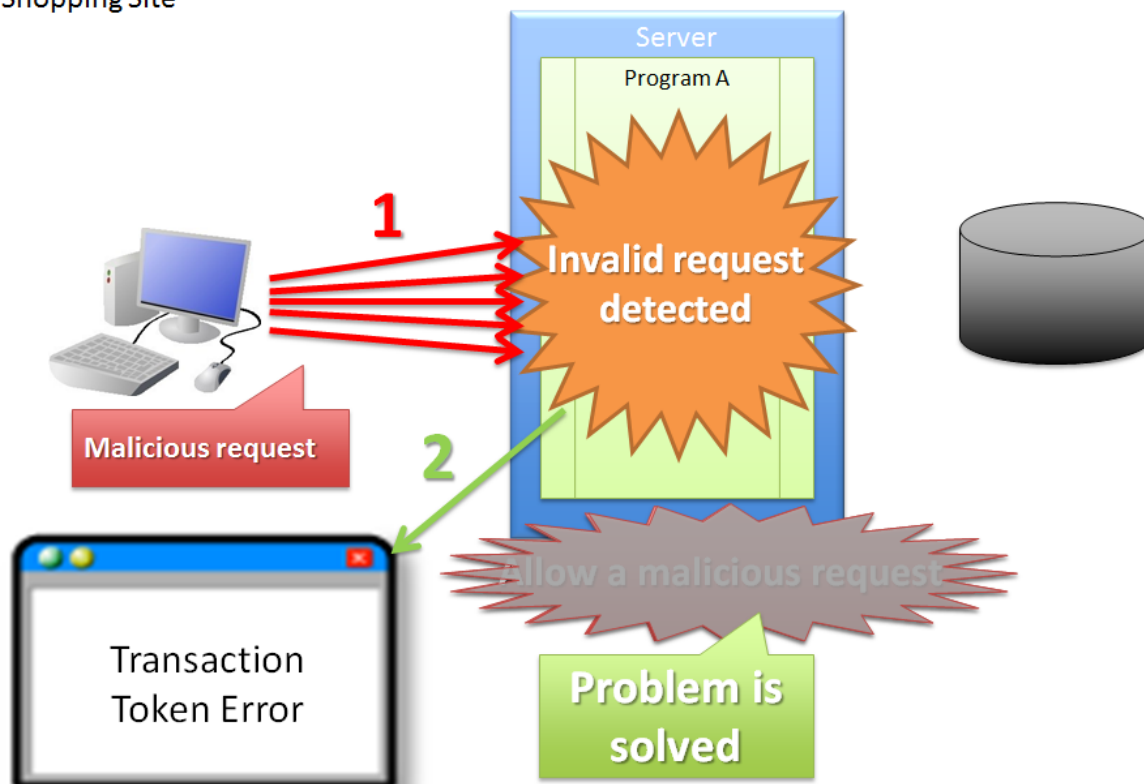 Shopping Site
Server
Program A
1
Invalid request
detected
Malicious request
2
Allow a malicious request
Transaction
Token Error
Problem is
solved